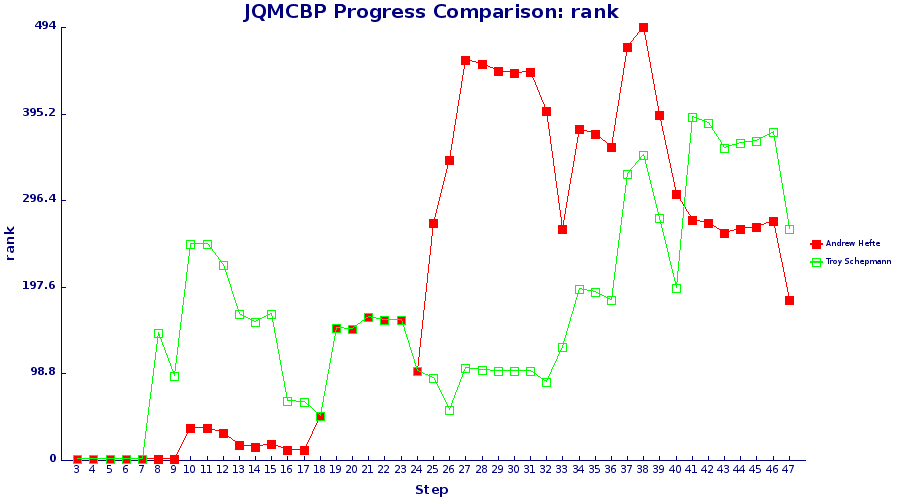 JQMCBP Progress Comparison: rank
494
395.2
296.4
197.6
98.8
0
rank
3 4 5 6 7 8 9 10 11 12 13 14 15 16 17 18 19 20 21 22 23 24 25 26 27 28 29 30 31 32 33 34 35 36 37 38 39 40 41 42 43 44 45 46 47
Step
Andrew Hefte
Troy Schepmann